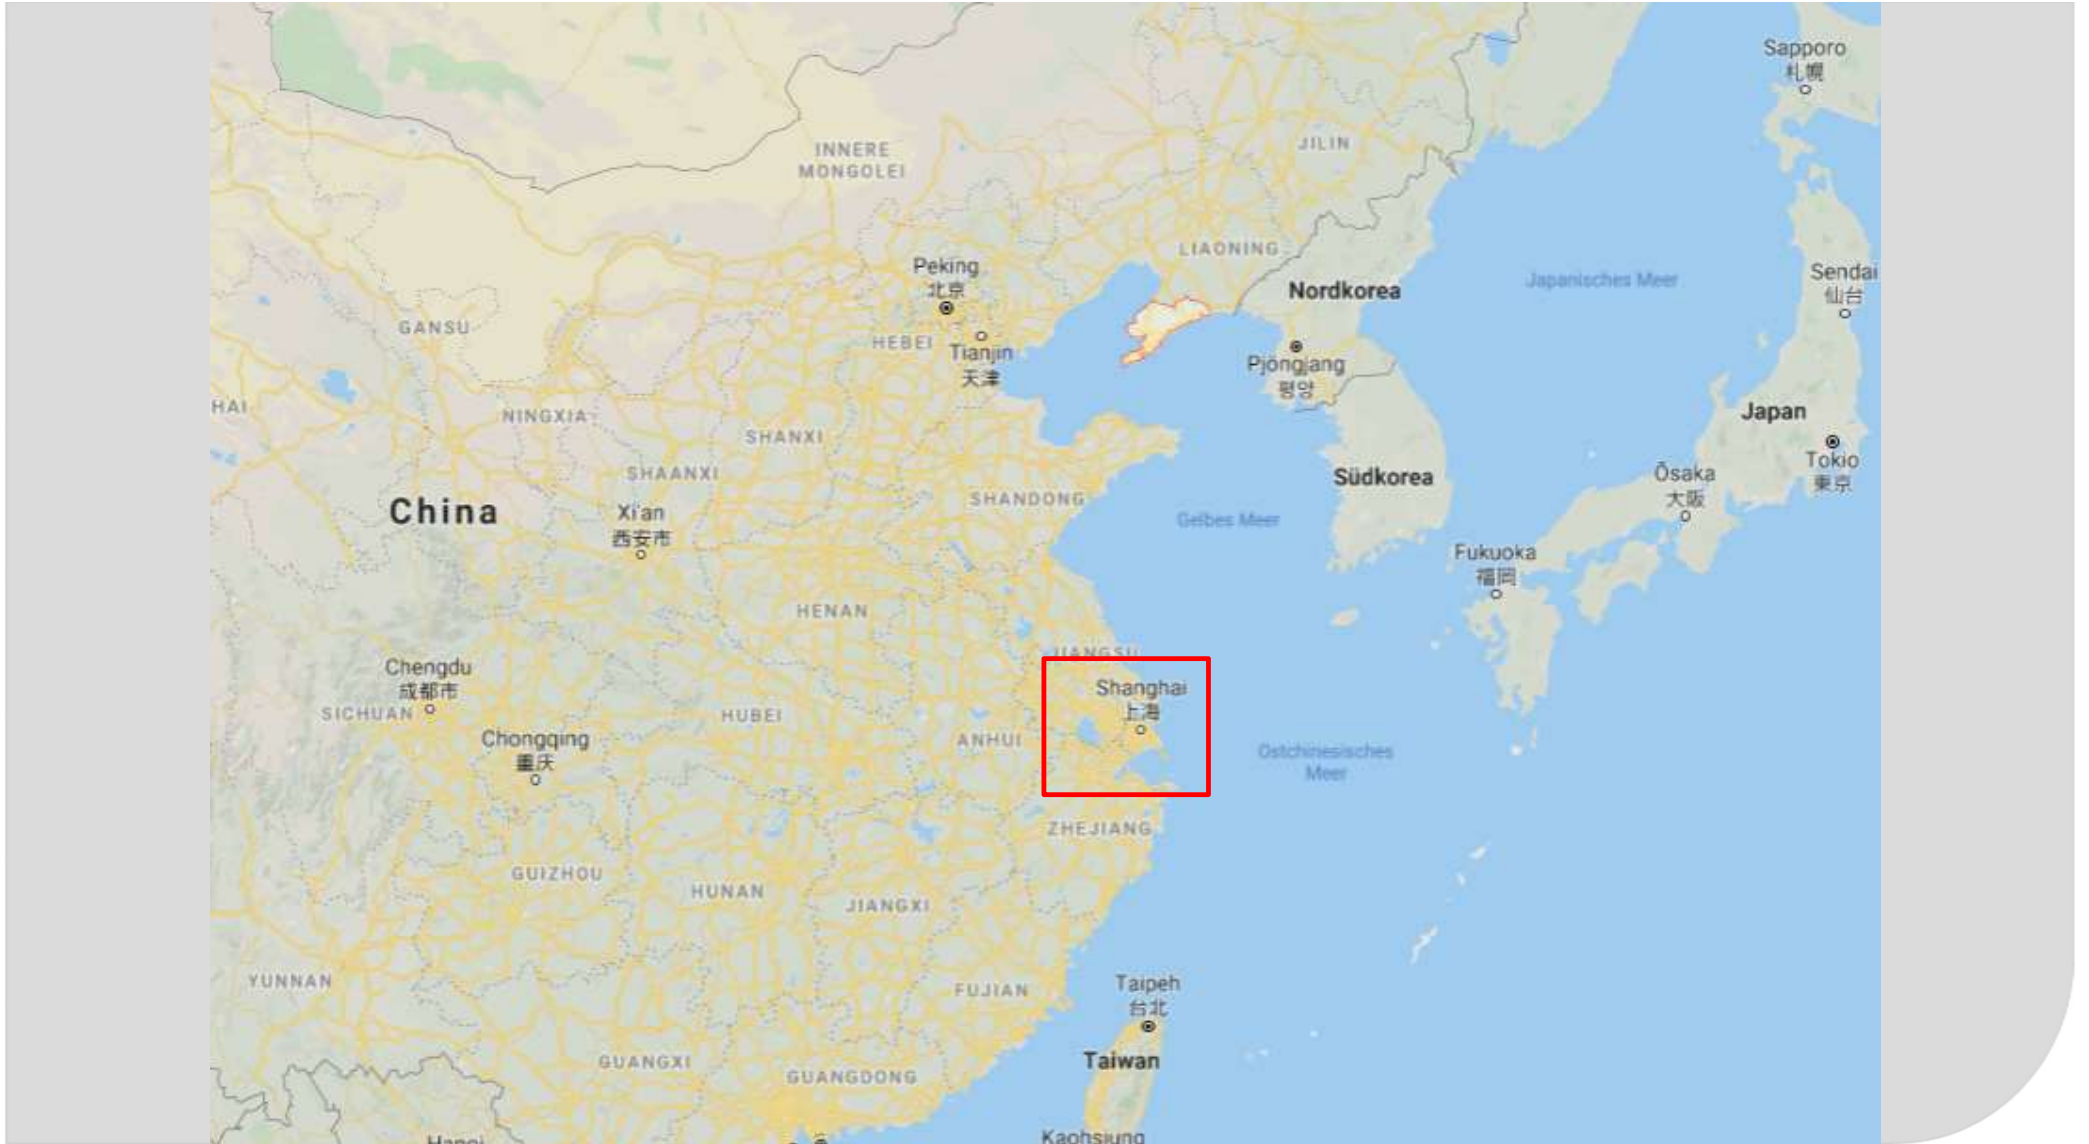 Sapporo
札幌
INNERE
MONGOLEI
JILIN
LIAONING
Peking
北京
Nordkorea
Japanisches Meer
Sendai
仙台
GANSU
HEBEI
Tianjin
天津
Pjöngjang
평양
HAI
NINGXIA
SHANXI
Japan
SHAANXI
Tokio
東京
Ōsaka
大阪
Südkorea
China
SHANDONG
Xi'an
西安市
Gelbes Meer
Fukuoka
福岡
HENAN
JIANGSU
Chengdu
成都市
SICHUAN
Shanghai
上海
HUBEI
Chongqing
重庆
ANHUI
Ostchinesisches
Meer
ZHEJIANG
GUIZHOU
HUNAN
JIANGXI
YUNNAN
FUJIAN
Taipeh
台北
Taiwan
GUANGXI
GUANGDONG
Hanoi
Kaohsiung